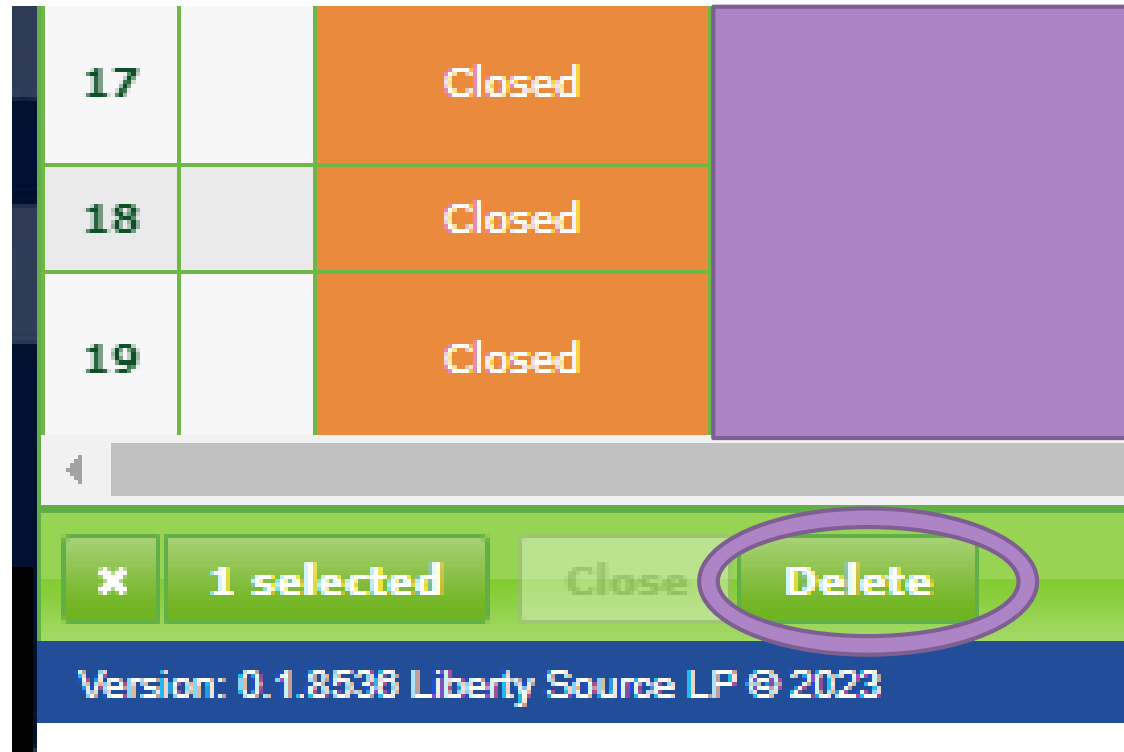 17 Closed
18 Closed
19 Closed
✖ 1 selected Close Delete
Version: 0.1.8536 Liberty Source LP © 2023